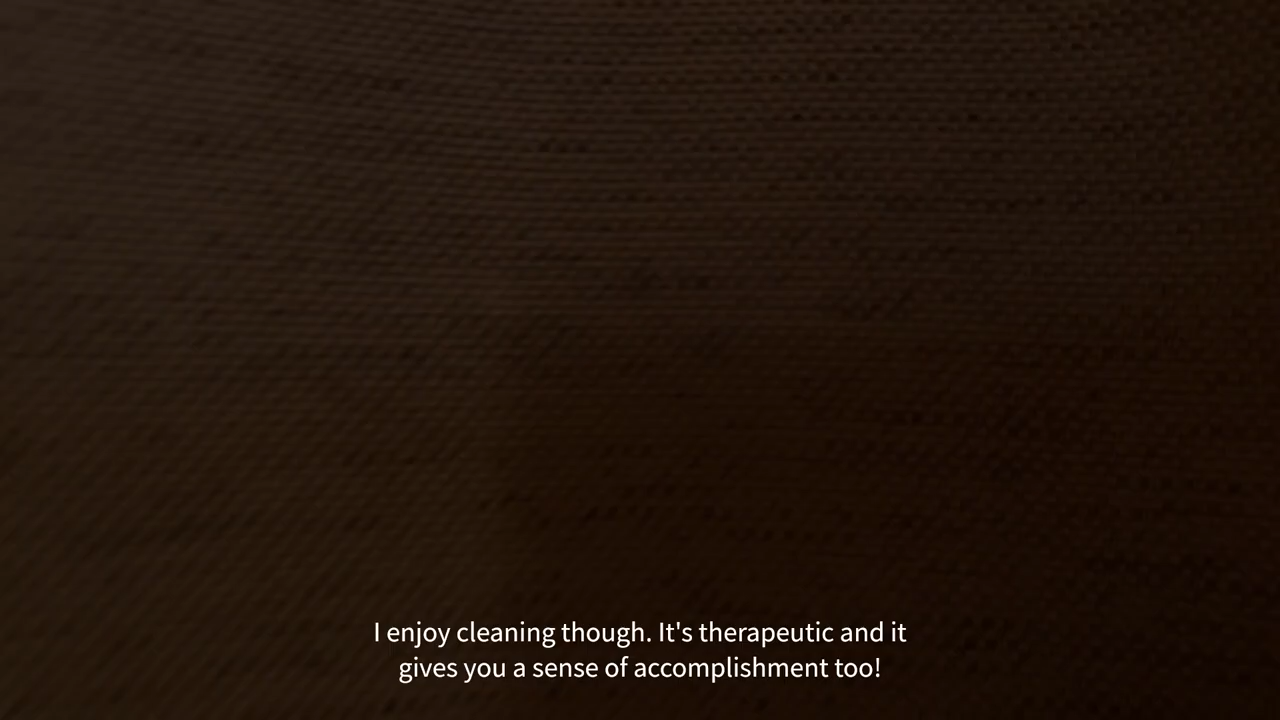 I enjoy cleaning though. It's therapeutic and it
gives you a sense of accomplishment too!